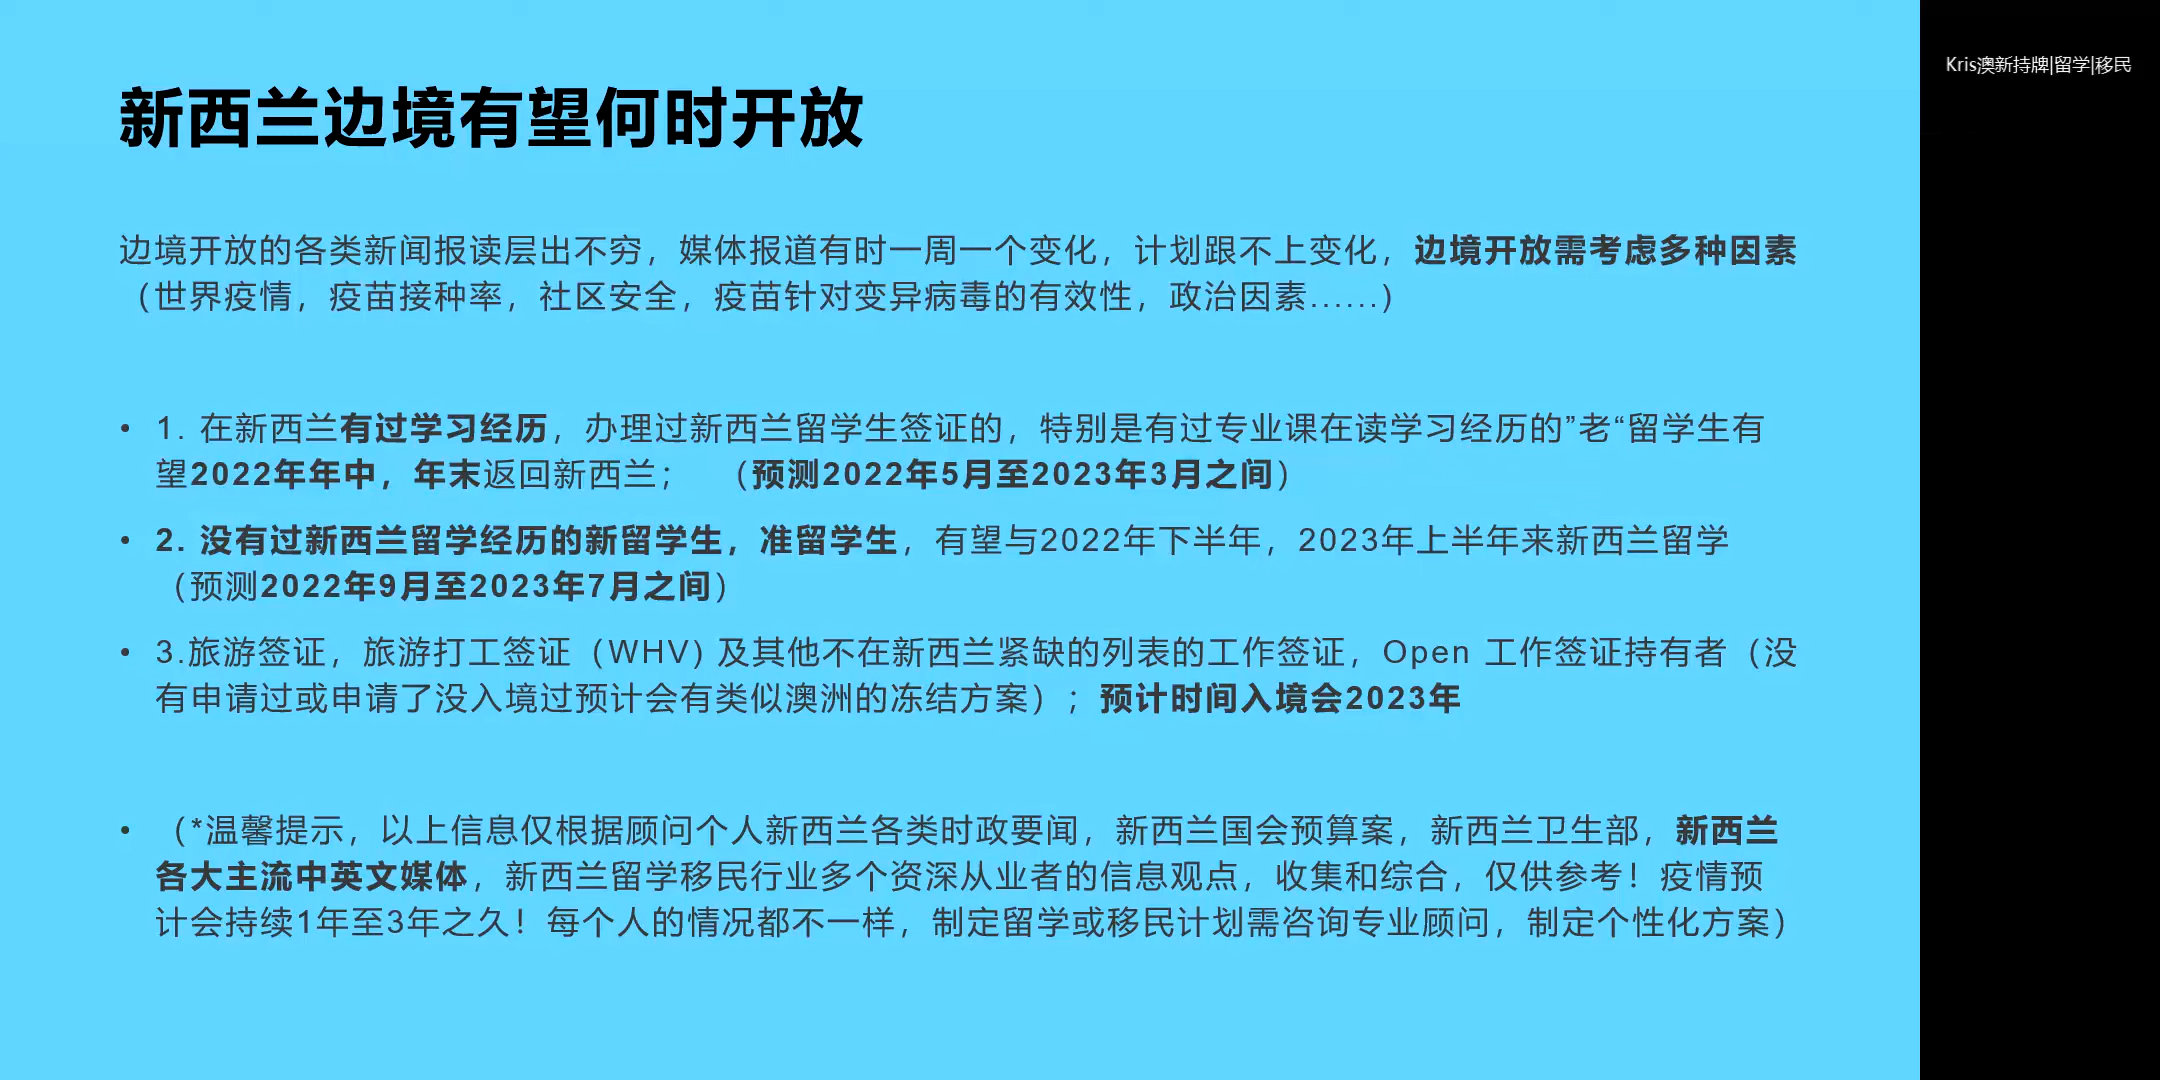 新西兰边境有望何时开放
Kris澳新持牌|留学|移民
边境开放的各类新闻报读层出不穷，媒体报道有时一周一个变化，计划跟不上变化，边境开放需考虑多种因素
（世界疫情，疫苗接种率，社区安全，疫苗针对变异病毒的有效性，政治因素......）
• 1. 在新西兰有过学习经历，办理过新西兰留学生签证的，特别是有过专业课在读学习经历的”老“留学生有
望2022年年中，年末返回新西兰； （预测2022年5月至2023年3月之间）
• 2. 没有过新西兰留学经历的新留学生，准留学生，有望与2022年下半年，2023年上半年来新西兰留学
（预测2022年9月至2023年7月之间）
• 3.旅游签证，旅游打工签证（WHV) 及其他不在新西兰紧缺的列表的工作签证，Open 工作签证持有者（没
有申请过或申请了没入境过预计会有类似澳洲的冻结方案）；预计时间入境会2023年
• （*温馨提示，以上信息仅根据顾问个人新西兰各类时政要闻，新西兰国会预算案，新西兰卫生部，新西兰
各大主流中英文媒体，新西兰留学移民行业多个资深从业者的信息观点，收集和综合，仅供参考！疫情预
计会持续1年至3年之久！每个人的情况都不一样，制定留学或移民计划需咨询专业顾问，制定个性化方案）